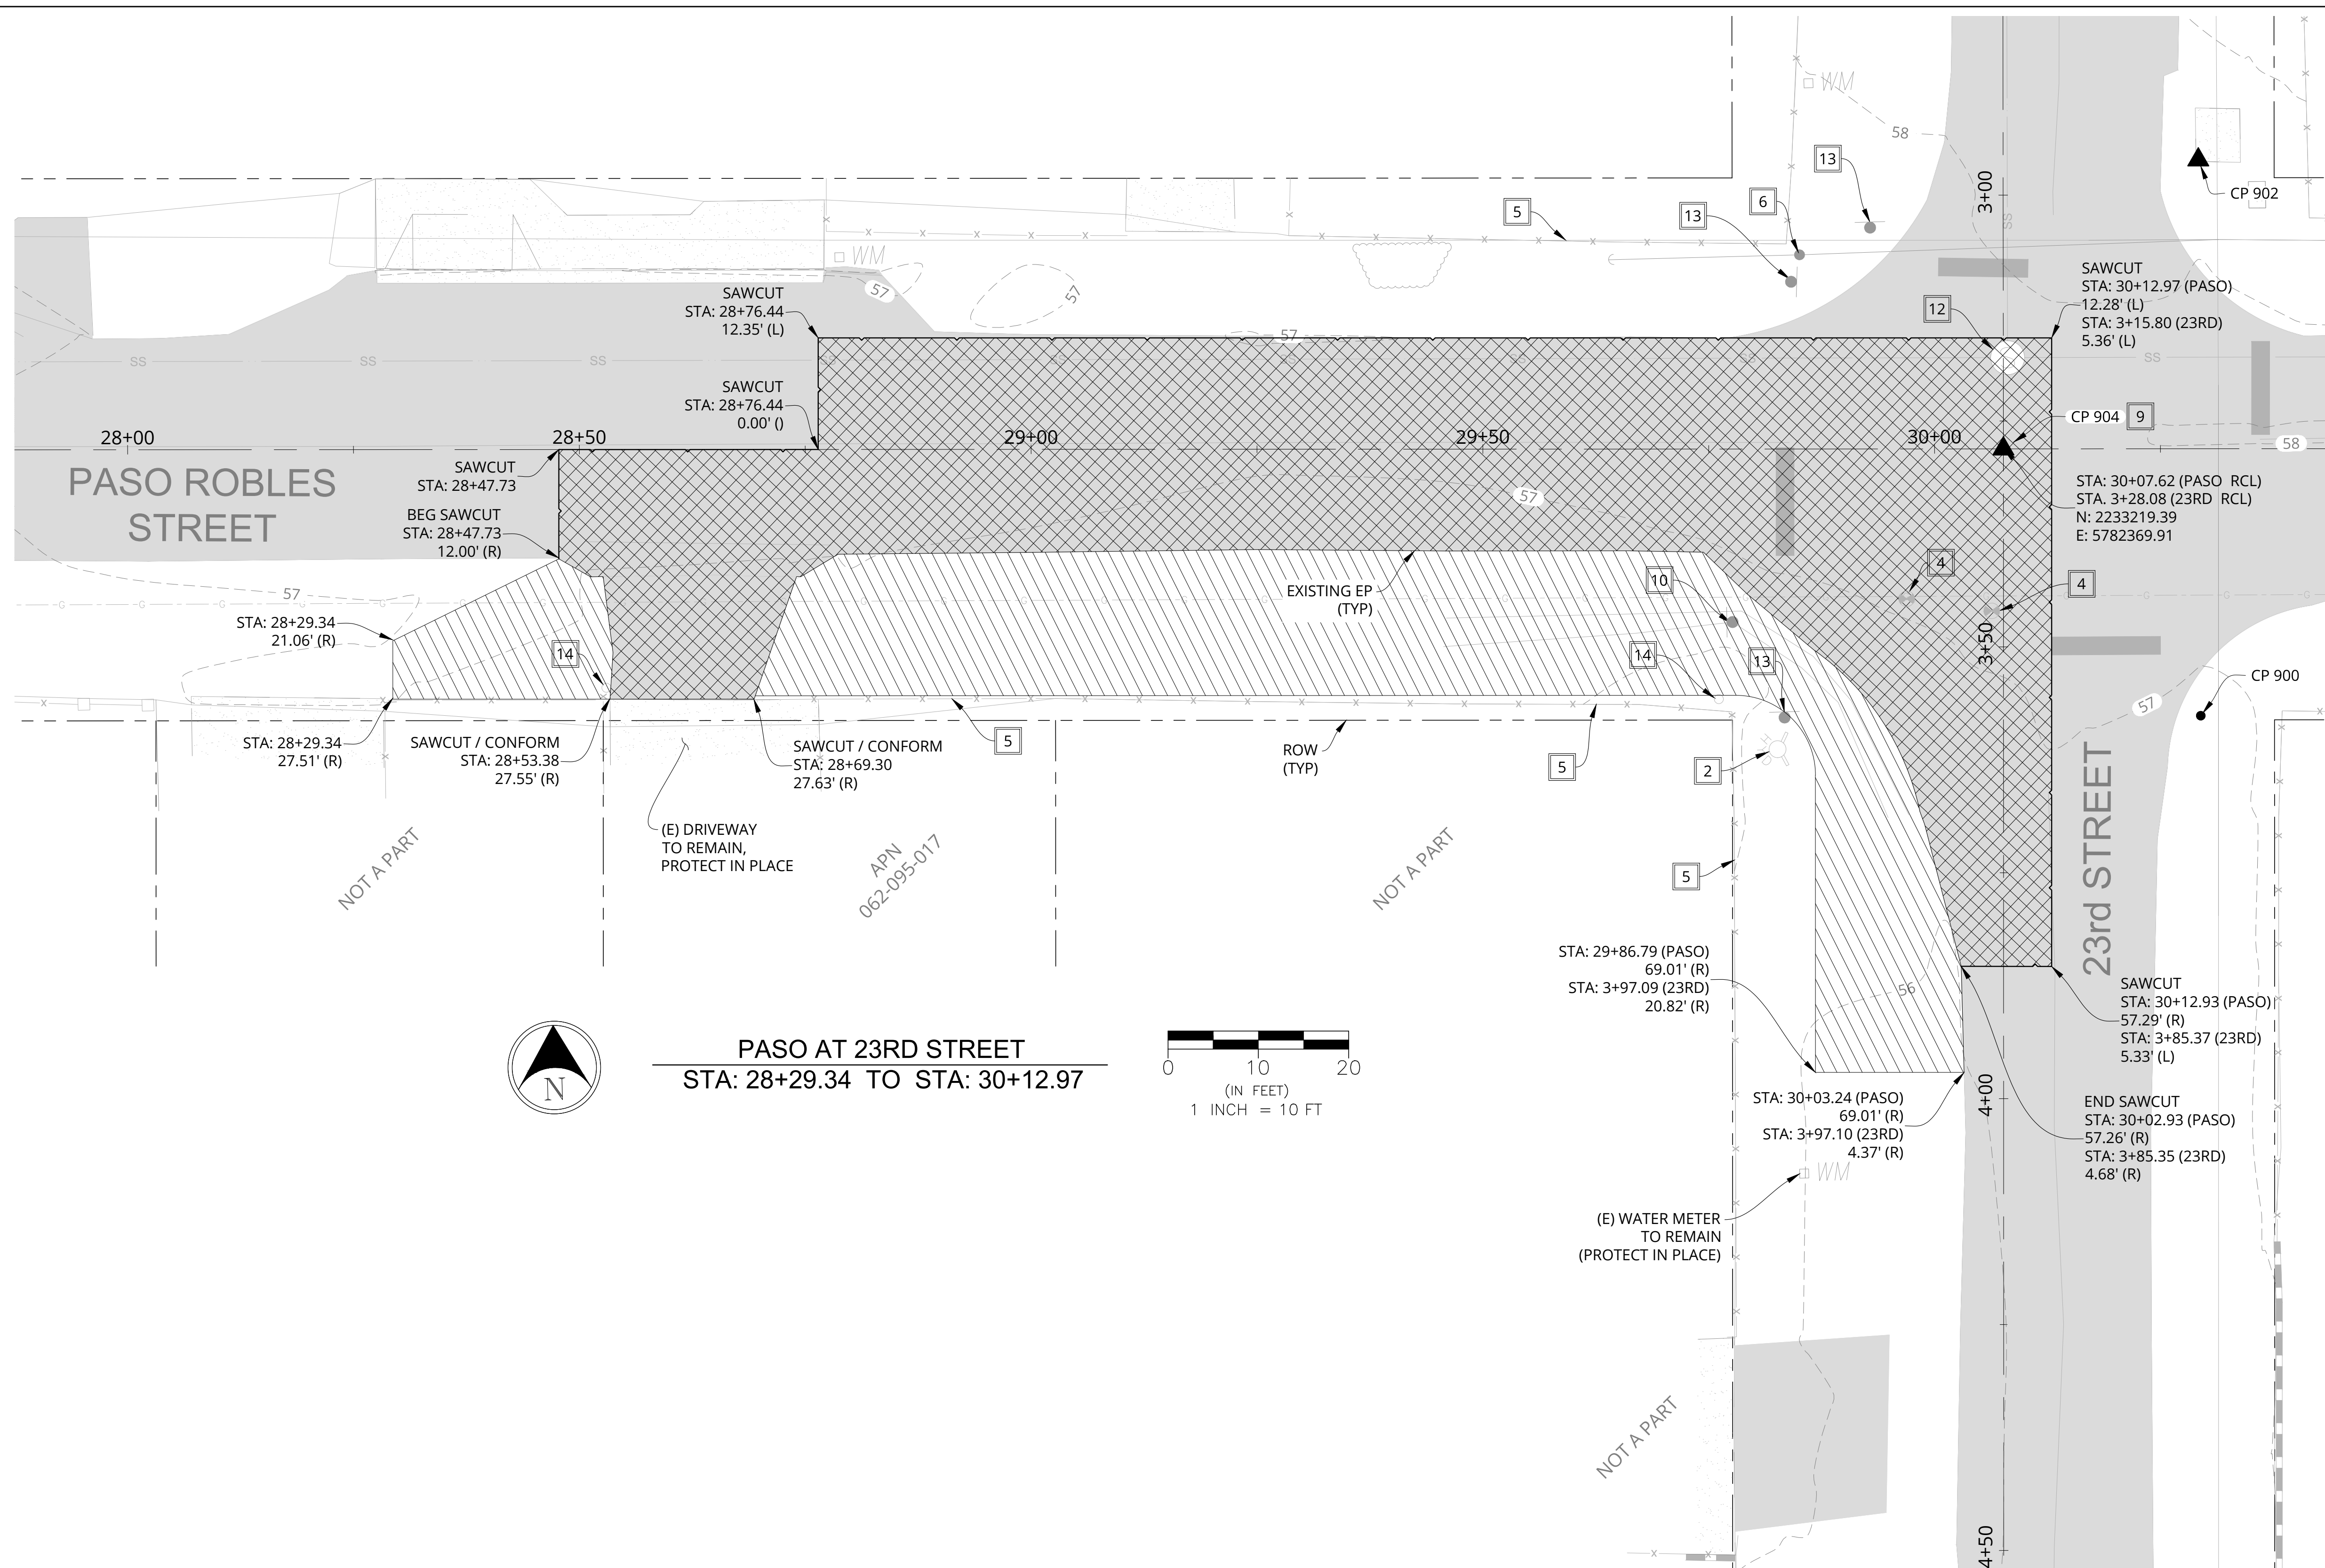 WM
58
13
3+00
CP 902
6
13
5
SS
WM
57
57
SAWCUT
STA: 28+76.44
12.35' (L)
57
12
SAWCUT
STA: 30+12.97 (PASO)
12.28' (L)
STA: 3+15.80 (23RD)
5.36' (L)
SS
SS
SS
SS
SS
SS
SS
SS
SAWCUT
STA: 28+76.44
0.00' ()
CP 904
9
28+00
28+50
29+00
29+50
30+00
58
PASO ROBLES
STREET
SAWCUT
STA: 28+47.73
57
STA: 30+07.62 (PASO  RCL)
STA. 3+28.08 (23RD  RCL)
N: 2233219.39
E: 5782369.91
BEG SAWCUT
STA: 28+47.73
12.00' (R)
EXISTING EP
(TYP)
10
4
4
57
G
G
G
G
G
G
STA: 28+29.34
21.06' (R)
14
14
13
3+50
CP 900
57
STA: 28+29.34
27.51' (R)
SAWCUT / CONFORM
STA: 28+53.38
27.55' (R)
SAWCUT / CONFORM
STA: 28+69.30
27.63' (R)
5
ROW
(TYP)
5
2
23rd STREET
(E) DRIVEWAY
TO REMAIN,
PROTECT IN PLACE
NOT A PART
APN
062-095-017
NOT A PART
5
STA: 29+86.79 (PASO)
69.01' (R)
STA: 3+97.09 (23RD)
20.82' (R)
56
SAWCUT
STA: 30+12.93 (PASO)
57.29' (R)
STA: 3+85.37 (23RD)
5.33' (L)
N
PASO AT 23RD STREET
STA: 28+29.34  TO  STA: 30+12.97
0
10
20
(IN FEET)
1 INCH = 10 FT
STA: 30+03.24 (PASO)
69.01' (R)
STA: 3+97.10 (23RD)
4.37' (R)
4+00
END SAWCUT
STA: 30+02.93 (PASO)
57.26' (R)
STA: 3+85.35 (23RD)
4.68' (R)
WM
(E) WATER METER
TO REMAIN
(PROTECT IN PLACE)
NOT A PART
4+50